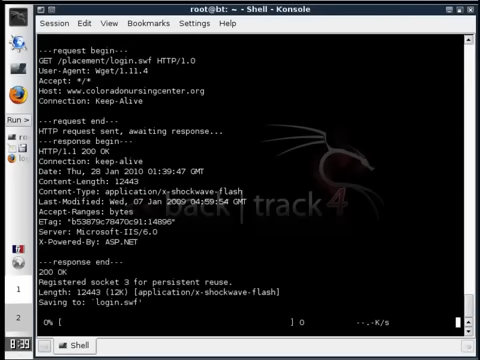 root@bt: ~ - Shell - Konsole
Session Edit View Bookmarks Settings Help
---request begin---
GET /placement/login.swf HTTP/1.0
User-Agent: Wget/1.11.4
Accept: */*
Host: www.coloradonursingcenter.org
Connection: Keep-Alive
---request end---
HTTP request sent, awaiting response...
---response begin---
HTTP/1.1 200 OK
Connection: keep-alive
Date: Thu, 28 Jan 2010 01:39:47 GMT
Content-Length: 12443
Content-Type: application/x-shockwave-flash
Last-Modified: Wed, 07 Jan 2009 04:59:54 GMT
Accept-Ranges: bytes
ETag: "b53879c78470c91:14896"
Server: Microsoft-IIS/6.0
X-Powered-By: ASP.NET
---response end---
200 OK
Registered socket 3 for persistent reuse.
Length: 12443 (12K) [application/x-shockwave-flash]
Saving to: `login.swf'
0% [ ] 0 --.-K/s
back | track 4
Run >
1
2
8:39
Shell